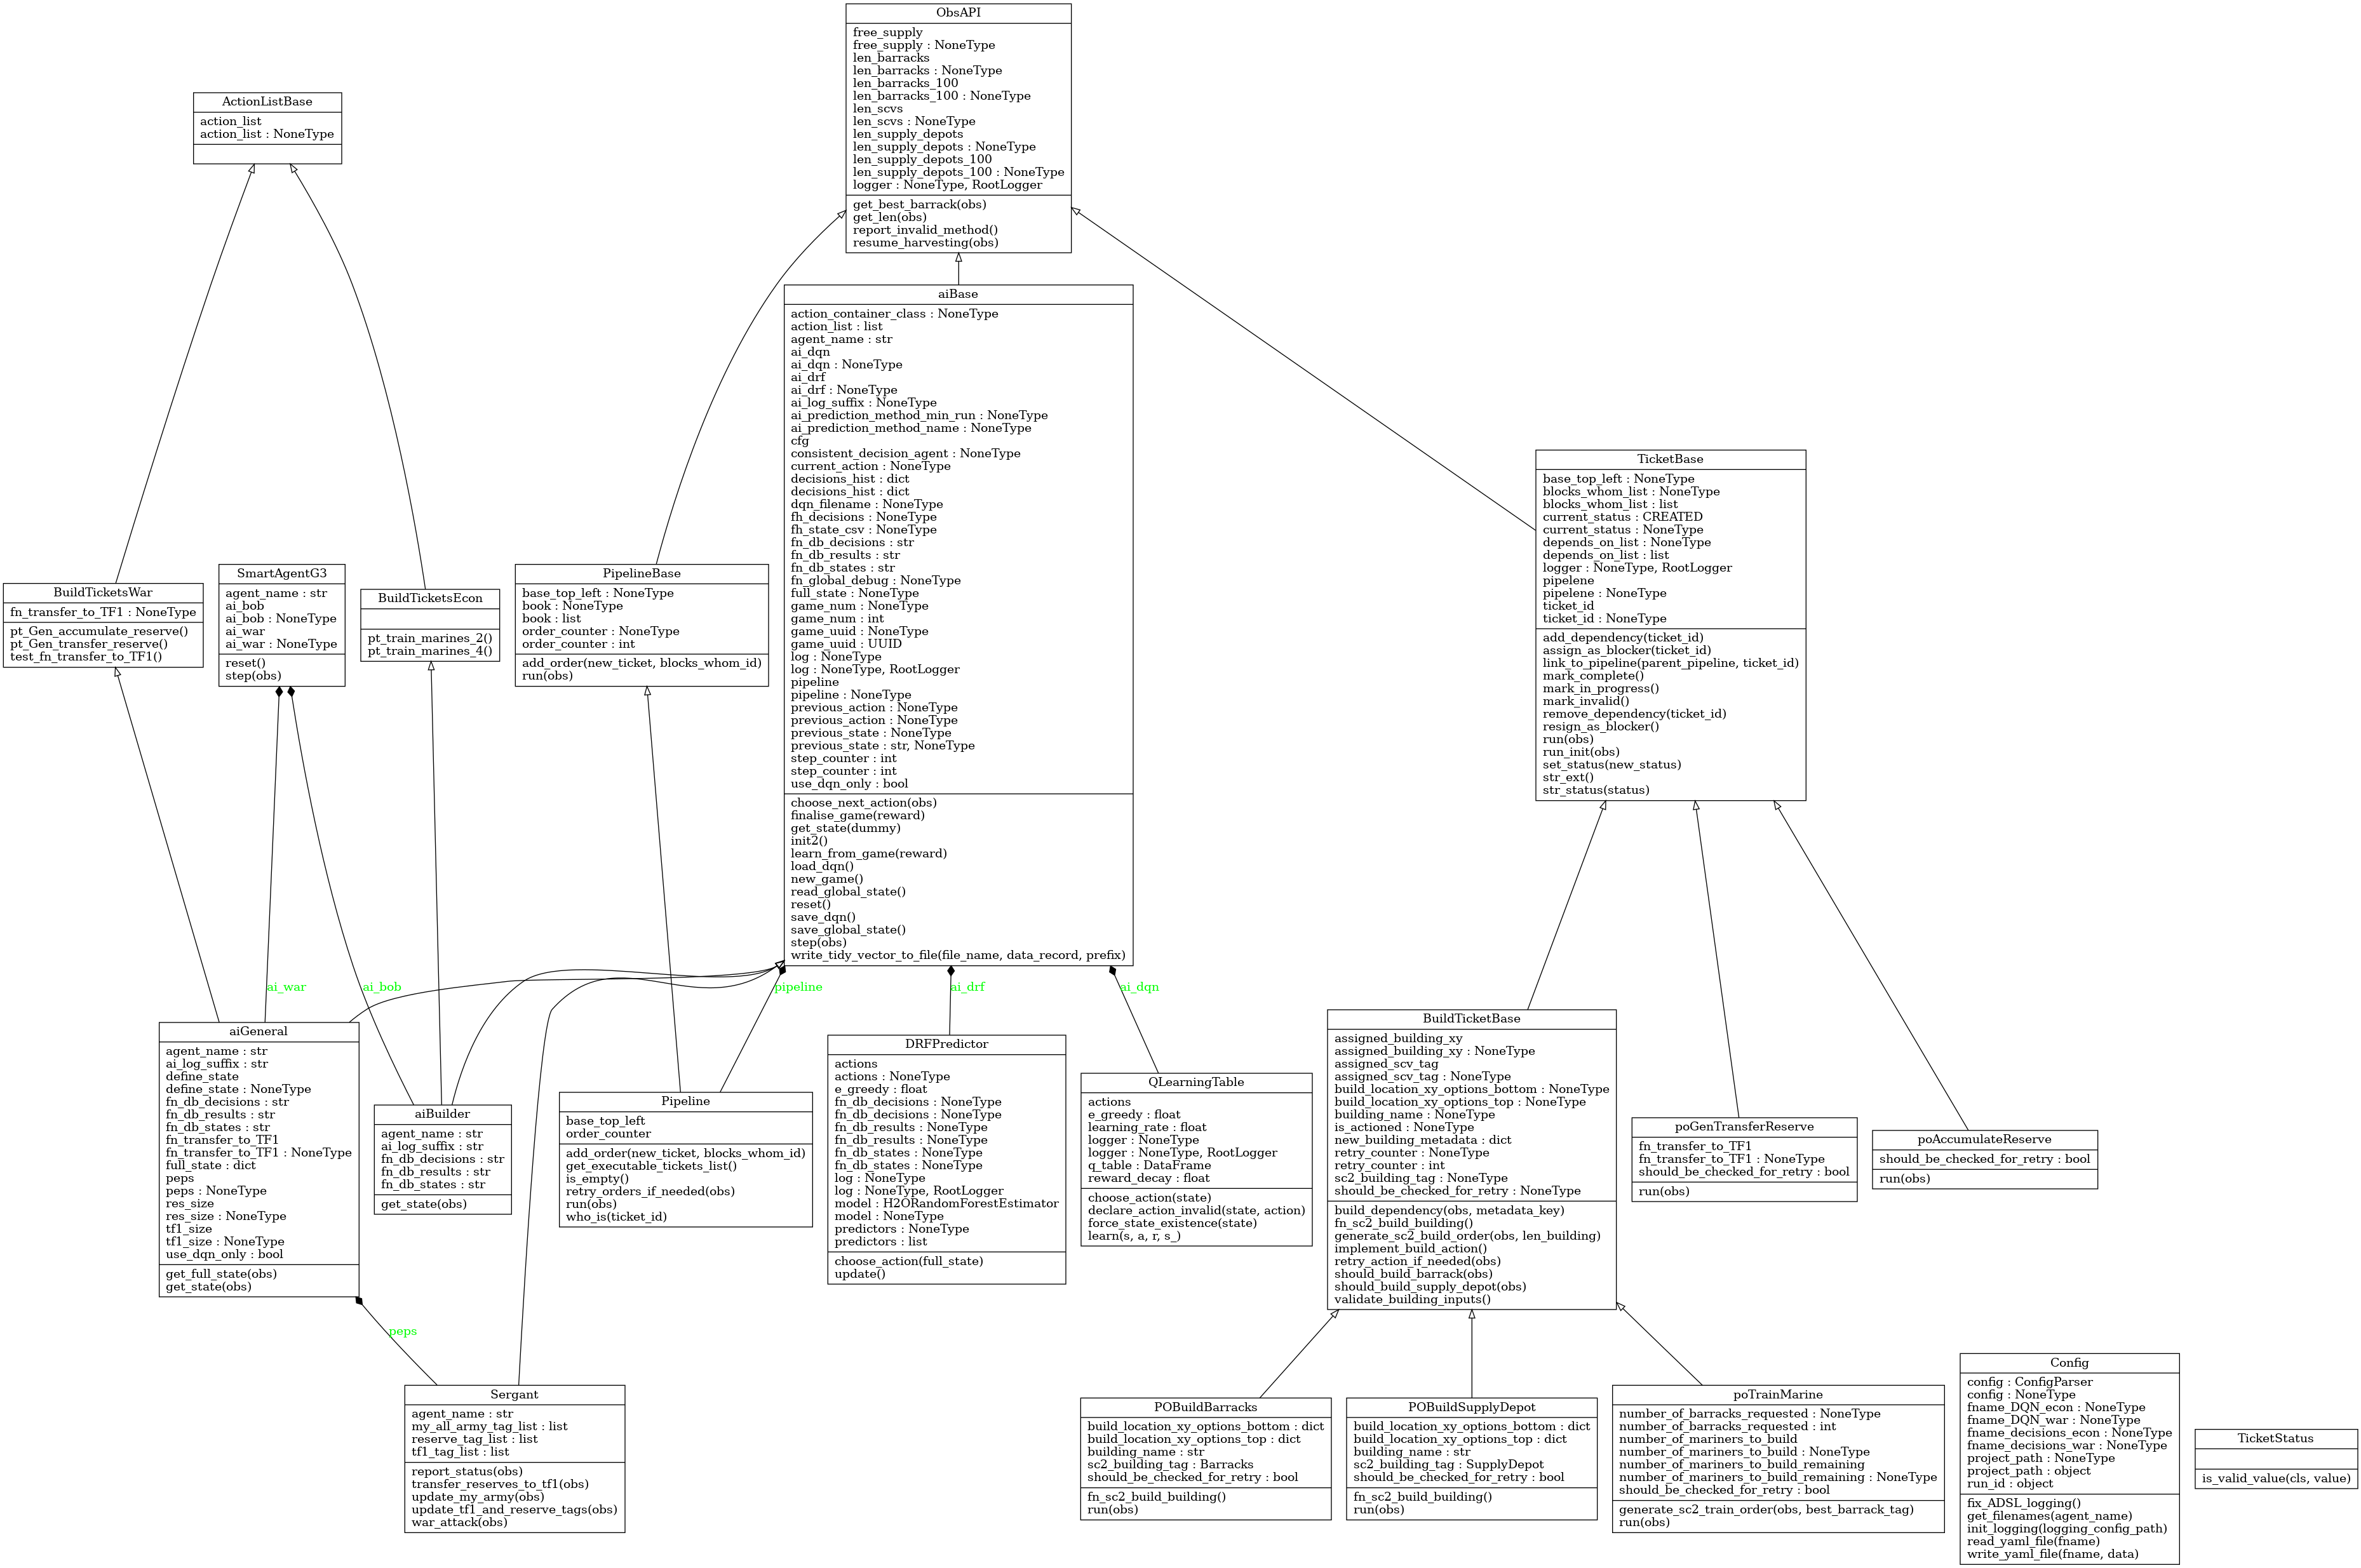 ObsAPI
free_supply
free_supply : NoneType
len_barracks
len_barracks : NoneType
len_barracks_100
len_barracks_100 : NoneType
len_scvs
len_scvs : NoneType
len_supply_depots
len_supply_depots : NoneType
len_supply_depots_100
len_supply_depots_100 : NoneType
logger : NoneType, RootLogger
get_best_barrack(obs)
get_len(obs)
report_invalid_method()
resume_harvesting(obs)
ActionListBase
action_list
action_list : NoneType
aiBase
action_container_class : NoneType
action_list : list
agent_name : str
ai_dqn
ai_dqn : NoneType
ai_drf
ai_drf : NoneType
ai_log_suffix : NoneType
ai_prediction_method_min_run : NoneType
ai_prediction_method_name : NoneType
cfg
consistent_decision_agent : NoneType
current_action : NoneType
decisions_hist : dict
decisions_hist : dict
dqn_filename : NoneType
fh_decisions : NoneType
fh_state_csv : NoneType
fn_db_decisions : str
fn_db_results : str
fn_db_states : str
fn_global_debug : NoneType
full_state : NoneType
game_num : NoneType
game_num : int
game_uuid : NoneType
game_uuid : UUID
log : NoneType
log : NoneType, RootLogger
pipeline
pipeline : NoneType
previous_action : NoneType
previous_action : NoneType
previous_state : NoneType
previous_state : str, NoneType
step_counter : int
step_counter : int
use_dqn_only : bool
choose_next_action(obs)
finalise_game(reward)
get_state(dummy)
init2()
learn_from_game(reward)
load_dqn()
new_game()
read_global_state()
reset()
save_dqn()
save_global_state()
step(obs)
write_tidy_vector_to_file(file_name, data_record, prefix)
TicketBase
base_top_left : NoneType
blocks_whom_list : NoneType
blocks_whom_list : list
current_status : CREATED
current_status : NoneType
depends_on_list : NoneType
depends_on_list : list
logger : NoneType, RootLogger
pipelene
pipelene : NoneType
ticket_id
ticket_id : NoneType
add_dependency(ticket_id)
assign_as_blocker(ticket_id)
link_to_pipeline(parent_pipeline, ticket_id)
mark_complete()
mark_in_progress()
mark_invalid()
remove_dependency(ticket_id)
resign_as_blocker()
run(obs)
run_init(obs)
set_status(new_status)
str_ext()
str_status(status)
BuildTicketsWar
fn_transfer_to_TF1 : NoneType
pt_Gen_accumulate_reserve()
pt_Gen_transfer_reserve()
test_fn_transfer_to_TF1()
SmartAgentG3
agent_name : str
ai_bob
ai_bob : NoneType
ai_war
ai_war : NoneType
reset()
step(obs)
BuildTicketsEcon
pt_train_marines_2()
pt_train_marines_4()
PipelineBase
base_top_left : NoneType
book : NoneType
book : list
order_counter : NoneType
order_counter : int
add_order(new_ticket, blocks_whom_id)
run(obs)
ai_war
ai_bob
pipeline
ai_drf
ai_dqn
aiGeneral
agent_name : str
ai_log_suffix : str
define_state
define_state : NoneType
fn_db_decisions : str
fn_db_results : str
fn_db_states : str
fn_transfer_to_TF1
fn_transfer_to_TF1 : NoneType
full_state : dict
peps
peps : NoneType
res_size
res_size : NoneType
tf1_size
tf1_size : NoneType
use_dqn_only : bool
get_full_state(obs)
get_state(obs)
aiBuilder
agent_name : str
ai_log_suffix : str
fn_db_decisions : str
fn_db_results : str
fn_db_states : str
get_state(obs)
Pipeline
base_top_left
order_counter
add_order(new_ticket, blocks_whom_id)
get_executable_tickets_list()
is_empty()
retry_orders_if_needed(obs)
run(obs)
who_is(ticket_id)
DRFPredictor
actions
actions : NoneType
e_greedy : float
fn_db_decisions : NoneType
fn_db_decisions : NoneType
fn_db_results : NoneType
fn_db_results : NoneType
fn_db_states : NoneType
fn_db_states : NoneType
log : NoneType
log : NoneType, RootLogger
model : H2ORandomForestEstimator
model : NoneType
predictors : NoneType
predictors : list
choose_action(full_state)
update()
QLearningTable
actions
e_greedy : float
learning_rate : float
logger : NoneType
logger : NoneType, RootLogger
q_table : DataFrame
reward_decay : float
choose_action(state)
declare_action_invalid(state, action)
force_state_existence(state)
learn(s, a, r, s_)
BuildTicketBase
assigned_building_xy
assigned_building_xy : NoneType
assigned_scv_tag
assigned_scv_tag : NoneType
build_location_xy_options_bottom : NoneType
build_location_xy_options_top : NoneType
building_name : NoneType
is_actioned : NoneType
new_building_metadata : dict
retry_counter : NoneType
retry_counter : int
sc2_building_tag : NoneType
should_be_checked_for_retry : NoneType
build_dependency(obs, metadata_key)
fn_sc2_build_building()
generate_sc2_build_order(obs, len_building)
implement_build_action()
retry_action_if_needed(obs)
should_build_barrack(obs)
should_build_supply_depot(obs)
validate_building_inputs()
poGenTransferReserve
fn_transfer_to_TF1
fn_transfer_to_TF1 : NoneType
should_be_checked_for_retry : bool
run(obs)
poAccumulateReserve
should_be_checked_for_retry : bool
run(obs)
peps
Sergant
agent_name : str
my_all_army_tag_list : list
reserve_tag_list : list
tf1_tag_list : list
report_status(obs)
transfer_reserves_to_tf1(obs)
update_my_army(obs)
update_tf1_and_reserve_tags(obs)
war_attack(obs)
POBuildBarracks
build_location_xy_options_bottom : dict
build_location_xy_options_top : dict
building_name : str
sc2_building_tag : Barracks
should_be_checked_for_retry : bool
fn_sc2_build_building()
run(obs)
POBuildSupplyDepot
build_location_xy_options_bottom : dict
build_location_xy_options_top : dict
building_name : str
sc2_building_tag : SupplyDepot
should_be_checked_for_retry : bool
fn_sc2_build_building()
run(obs)
poTrainMarine
number_of_barracks_requested : NoneType
number_of_barracks_requested : int
number_of_mariners_to_build
number_of_mariners_to_build : NoneType
number_of_mariners_to_build_remaining
number_of_mariners_to_build_remaining : NoneType
should_be_checked_for_retry : bool
generate_sc2_train_order(obs, best_barrack_tag)
run(obs)
Config
config : ConfigParser
config : NoneType
fname_DQN_econ : NoneType
fname_DQN_war : NoneType
fname_decisions_econ : NoneType
fname_decisions_war : NoneType
project_path : NoneType
project_path : object
run_id : object
fix_ADSL_logging()
get_filenames(agent_name)
init_logging(logging_config_path)
read_yaml_file(fname)
write_yaml_file(fname, data)
TicketStatus
is_valid_value(cls, value)